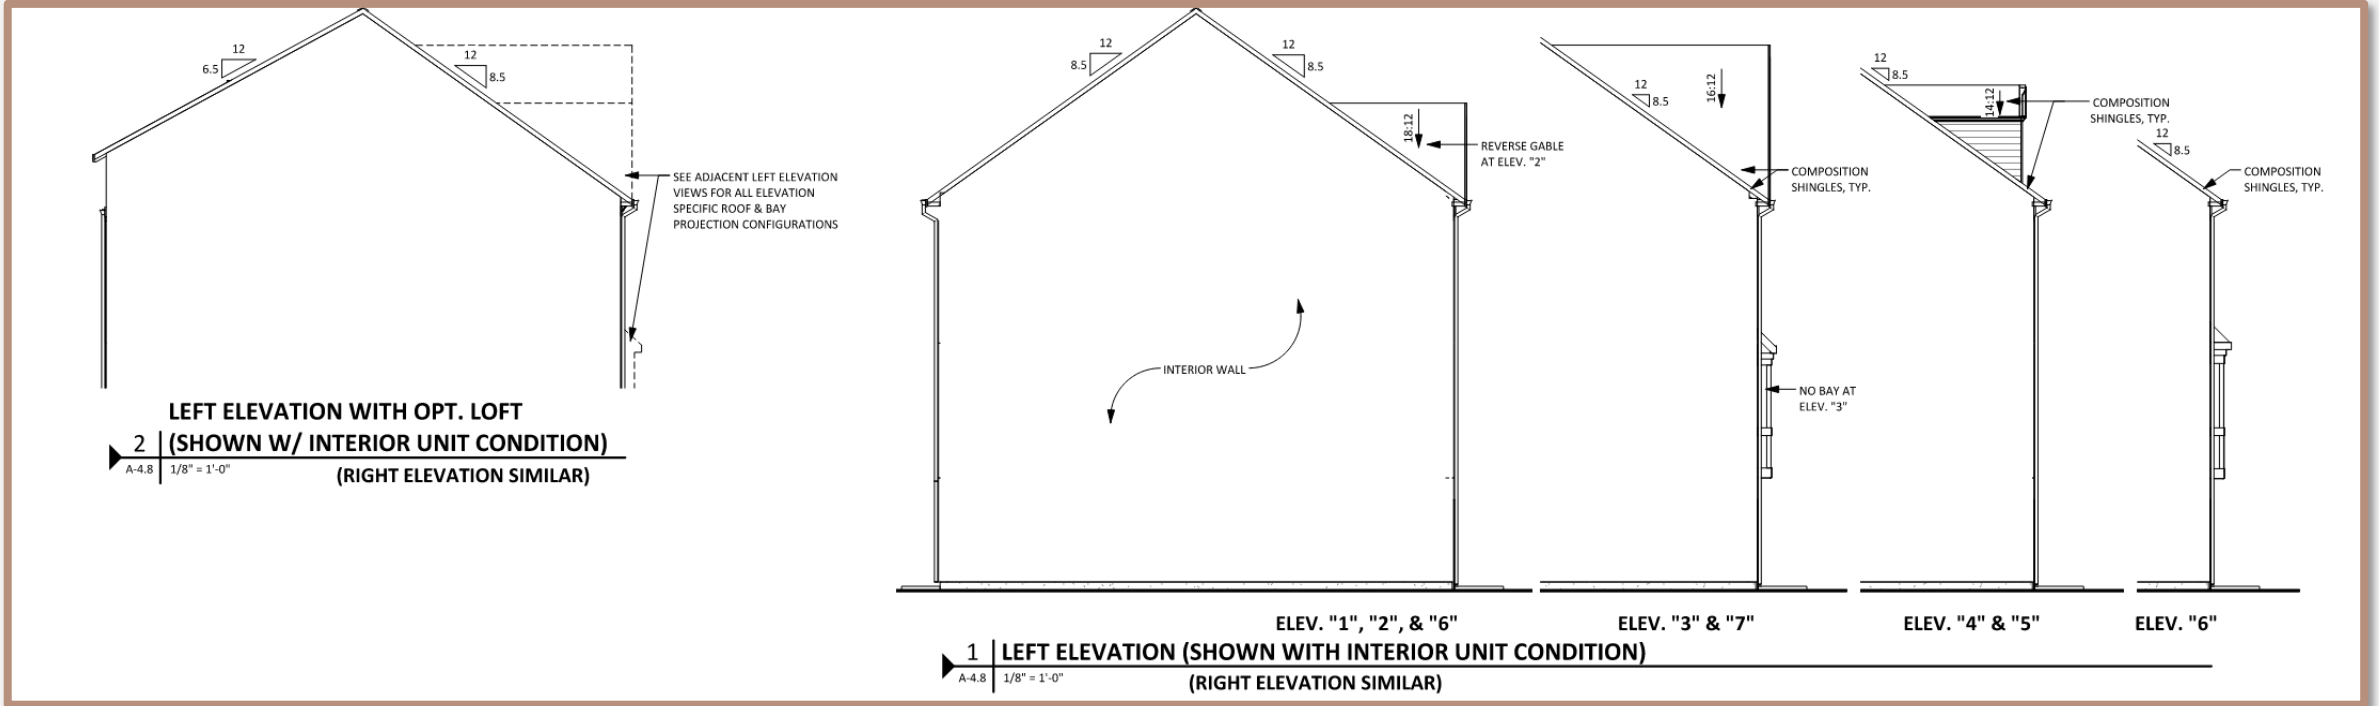 12
6.5
12
8.5
SEE ADJACENT LEFT ELEVATION
VIEWS FOR ALL ELEVATION
SPECIFIC ROOF & BAY
PROJECTION CONFIGURATIONS
LEFT ELEVATION WITH OPT. LOFT
2 (SHOWN W/ INTERIOR UNIT CONDITION)
A-4.8 1/8" = 1'-0"
(RIGHT ELEVATION SIMILAR)
12
8.5
12
8.5
18:12
REVERSE GABLE
AT ELEV. "2"
INTERIOR WALL
ELEV. "1", "2", & "6"
12
8.5
16:12
COMPOSITION
SHINGLES, TYP.
NO BAY AT
ELEV. "3"
ELEV. "3" & "7"
12
8.5
14:12
COMPOSITION
SHINGLES, TYP.
ELEV. "4" & "5"
12
8.5
COMPOSITION
SHINGLES, TYP.
ELEV. "6"
1 LEFT ELEVATION (SHOWN WITH INTERIOR UNIT CONDITION)
A-4.8 1/8" = 1'-0"
(RIGHT ELEVATION SIMILAR)